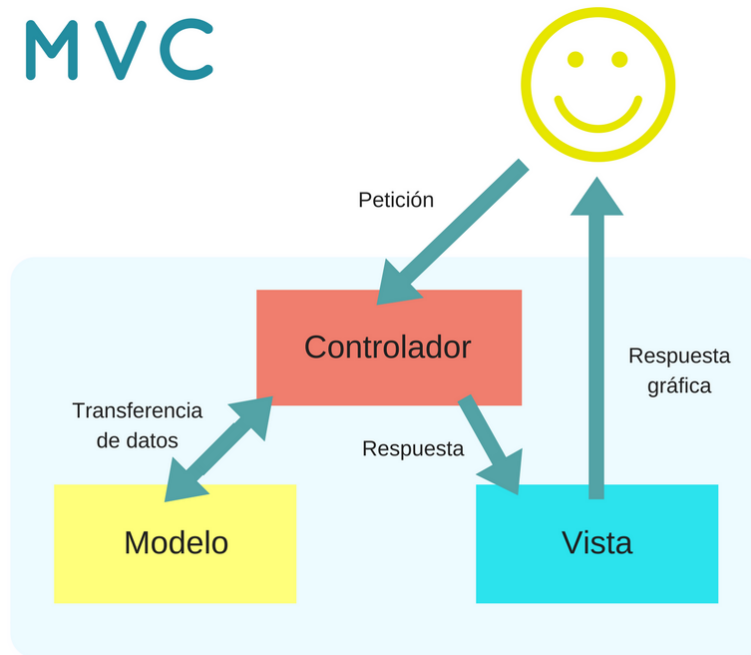 MVC
Petición
Controlador
Respuesta
gráfica
Transferencia
de datos
Respuesta
Modelo
Vista